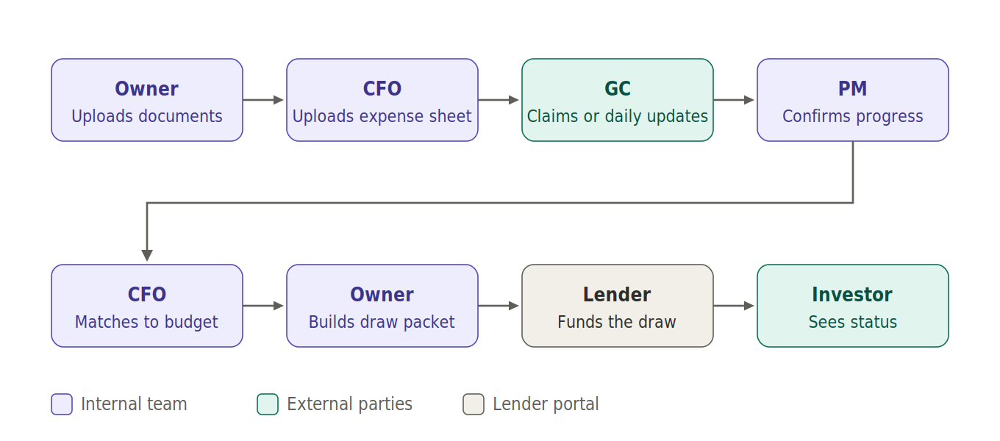 Owner
Uploads documents
CFO
Uploads expense sheet
GC
Claims or daily updates
PM
Confirms progress
CFO
Matches to budget
Owner
Builds draw packet
Lender
Funds the draw
Investor
Sees status
Internal team
External parties
Lender portal